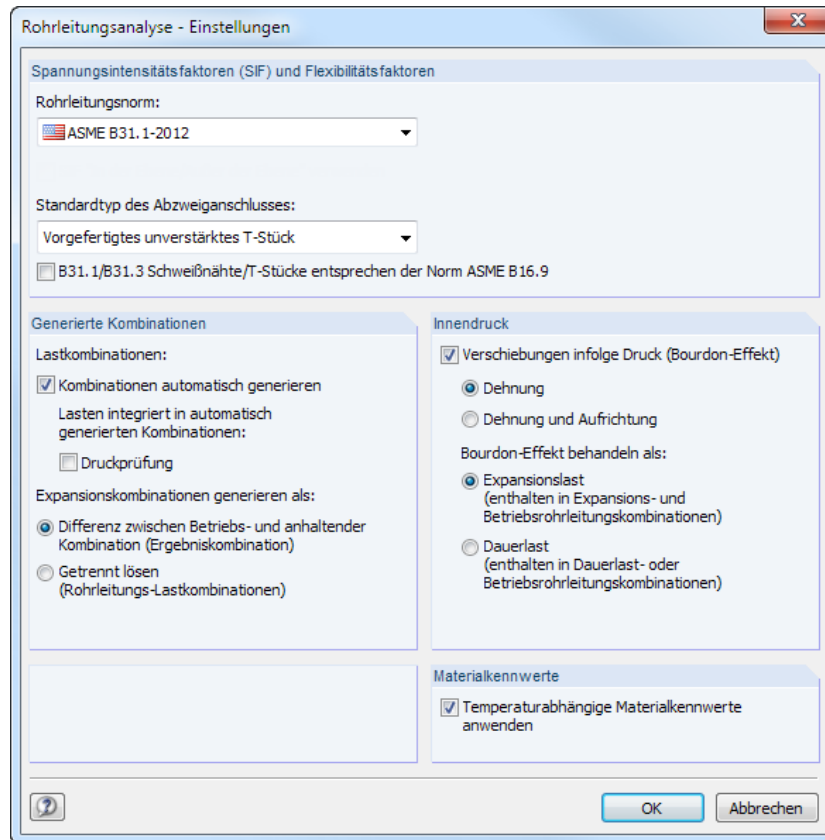 Rohrleitungsanalyse - Einstellungen
Spannungsintensitätsfaktoren (SIF) und Flexibilitätsfaktoren
Rohrleitungsnorm:
ASME B31.1-2012
Standardtyp des Abzweiganschlusses:
Vorgefertigtes unverstärktes T-Stück
B31.1/B31.3 Schweißnähte/T-Stücke entsprechen der Norm ASME B16.9
Generierte Kombinationen
Lastkombinationen:
Kombinationen automatisch generieren
Lasten integriert in automatisch
generierten Kombinationen:
Druckprüfung
Expansionskombinationen generieren als:
Differenz zwischen Betriebs- und anhaltender
Kombination (Ergebniskombination)
Getrennt lösen
(Rohrleitungs-Lastkombinationen)
Innendruck
Verschiebungen infolge Druck (Bourdon-Effekt)
Dehnung
Dehnung und Aufrichtung
Bourdon-Effekt behandeln als:
Expansionslast
(enthalten in Expansions- und
Betriebsrohrleitungskombinationen)
Dauerlast
(enthalten in Dauerlast- oder
Betriebsrohrleitungskombinationen)
Materialkennwerte
Temperaturabhängige Materialkennwerte
anwenden
OK
Abbrechen